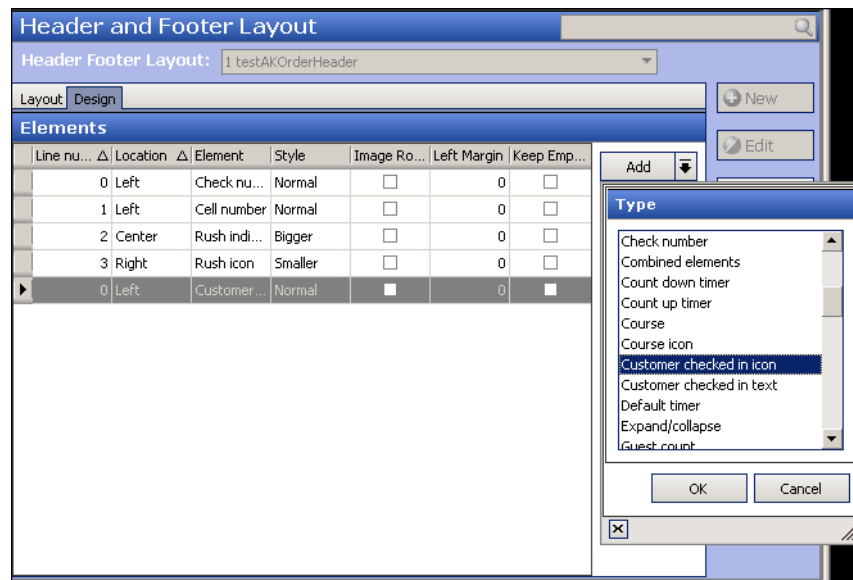 Header and Footer Layout
Header Footer Layout: 1 testAKOrderHeader
Layout Design
New
Elements
Edit
Line nu... Location Element Style Image Ro... Left Margin Keep Emp...
Add
0 Left Check nu... Normal 0
1 Left Cell number Normal 0
2 Center Rush indi... Bigger 0
3 Right Rush icon Smaller 0
0 Left Customer... Normal 0
Type
Check number
Combined elements
Count down timer
Count up timer
Course
Course icon
Customer checked in icon
Customer checked in text
Default timer
Expand/collapse
Guest count
OK Cancel